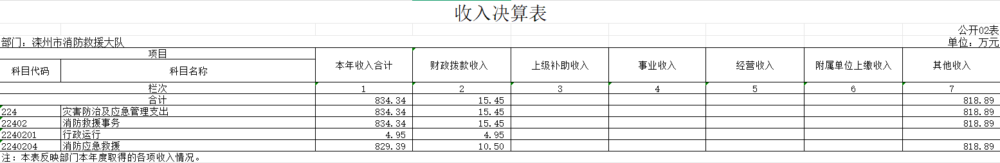 收入决算表
公开02表
部门：滦州市消防救援大队 单位：万元
项目 本年收入合计 财政拨款收入 上级补助收入 事业收入 经营收入 附属单位上缴收入 其他收入
科目代码 科目名称
栏次 1 2 3 4 5 6 7
合计 834.34 15.45 818.89
224 灾害防治及应急管理支出 834.34 15.45 818.89
22402 消防救援事务 834.34 15.45 818.89
2240201 行政运行 4.95 4.95
2240204 消防应急救援 829.39 10.50 818.89
注：本表反映部门本年度取得的各项收入情况。